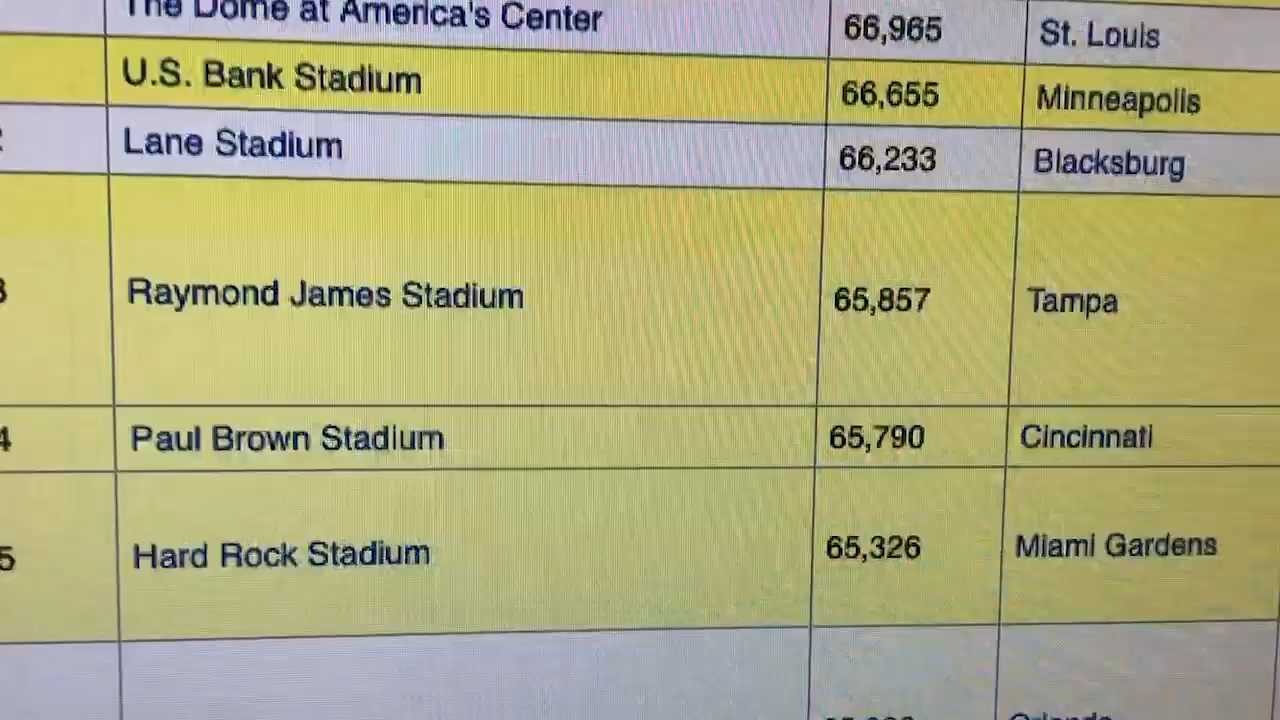 The Dome at America's Center 66,965 St. Louis
U.S. Bank Stadium 66,655 Minneapolis
Lane Stadium 66,233 Blacksburg
Raymond James Stadium 65,857 Tampa
4 Paul Brown Stadium 65,790 Cincinnati
5 Hard Rock Stadium 65,326 Miami Gardens
Orlando